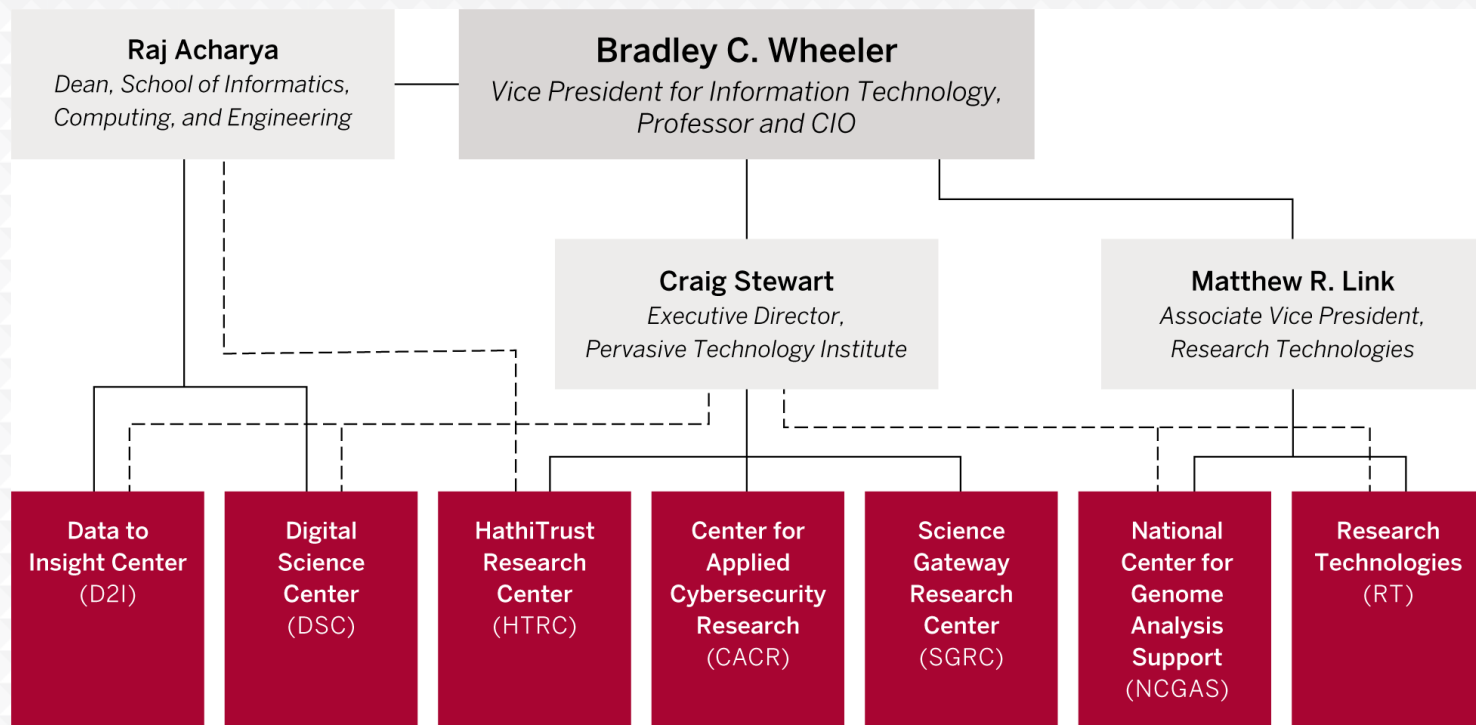 Raj Acharya
Dean, School of Informatics,
Computing, and Engineering
Bradley C. Wheeler
Vice President for Information Technology,
Professor and CIO
Craig Stewart
Executive Director,
Pervasive Technology Institute
Matthew R. Link
Associate Vice President,
Research Technologies
Data to
Insight Center
(D2I)
Digital
Science
Center
(DSC)
HathiTrust
Research
Center
(HTRC)
Center for
Applied
Cybersecurity
Research
(CACR)
Science
Gateway
Research
Center
(SGRC)
National
Center for
Genome
Analysis
Support
(NCGAS)
Research
Technologies
(RT)